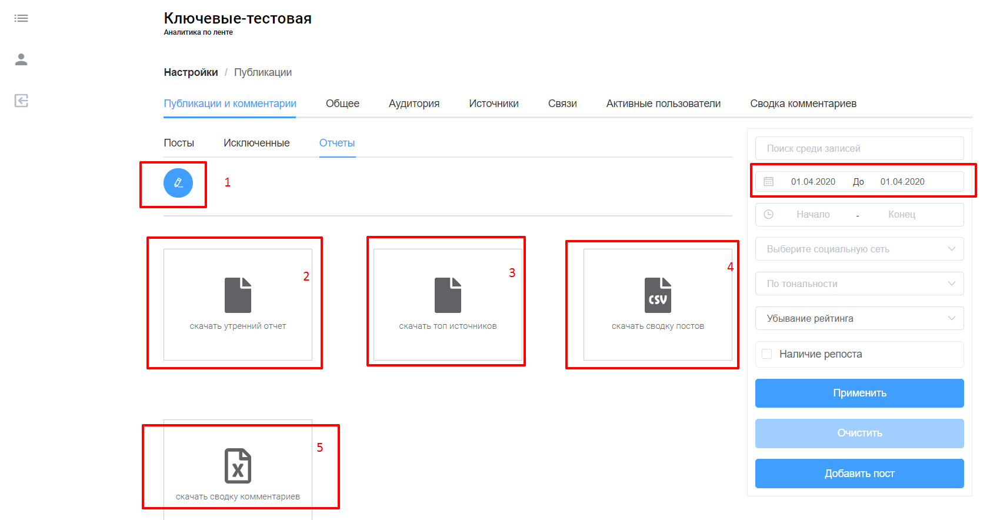 Ключевые-тестовая
Аналитика по ленте
Настройки / Публикации
Публикации и комментарии Общее Аудитория Источники Связи Активные пользователи Сводка комментариев
Посты Исключенные Отчеты
1
2
скачать утренний отчет
3
скачать топ источников
4
CSV
скачать сводку постов
5
X
скачать сводку комментариев
Поиск среди записей
01.04.2020 До 01.04.2020
Начало - Конец
Выберите социальную сеть
По тональности
Убывание рейтинга
Наличие репоста
Применить
Очистить
Добавить пост